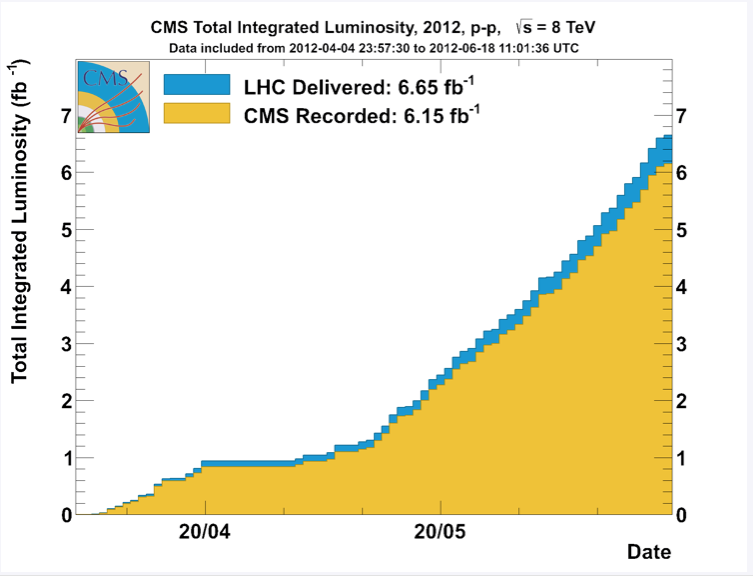 CMS Total Integrated Luminosity, 2012, p-p, √s = 8 TeV
Data included from 2012-04-04 23:57:30 to 2012-06-18 11:01:36 UTC
CMS
LHC Delivered: 6.65 fb⁻¹
CMS Recorded: 6.15 fb⁻¹
Total Integrated Luminosity (fb⁻¹)
7 7
6 6
5 5
4 4
3 3
2 2
1 1
0 0
20/04 20/05
Date